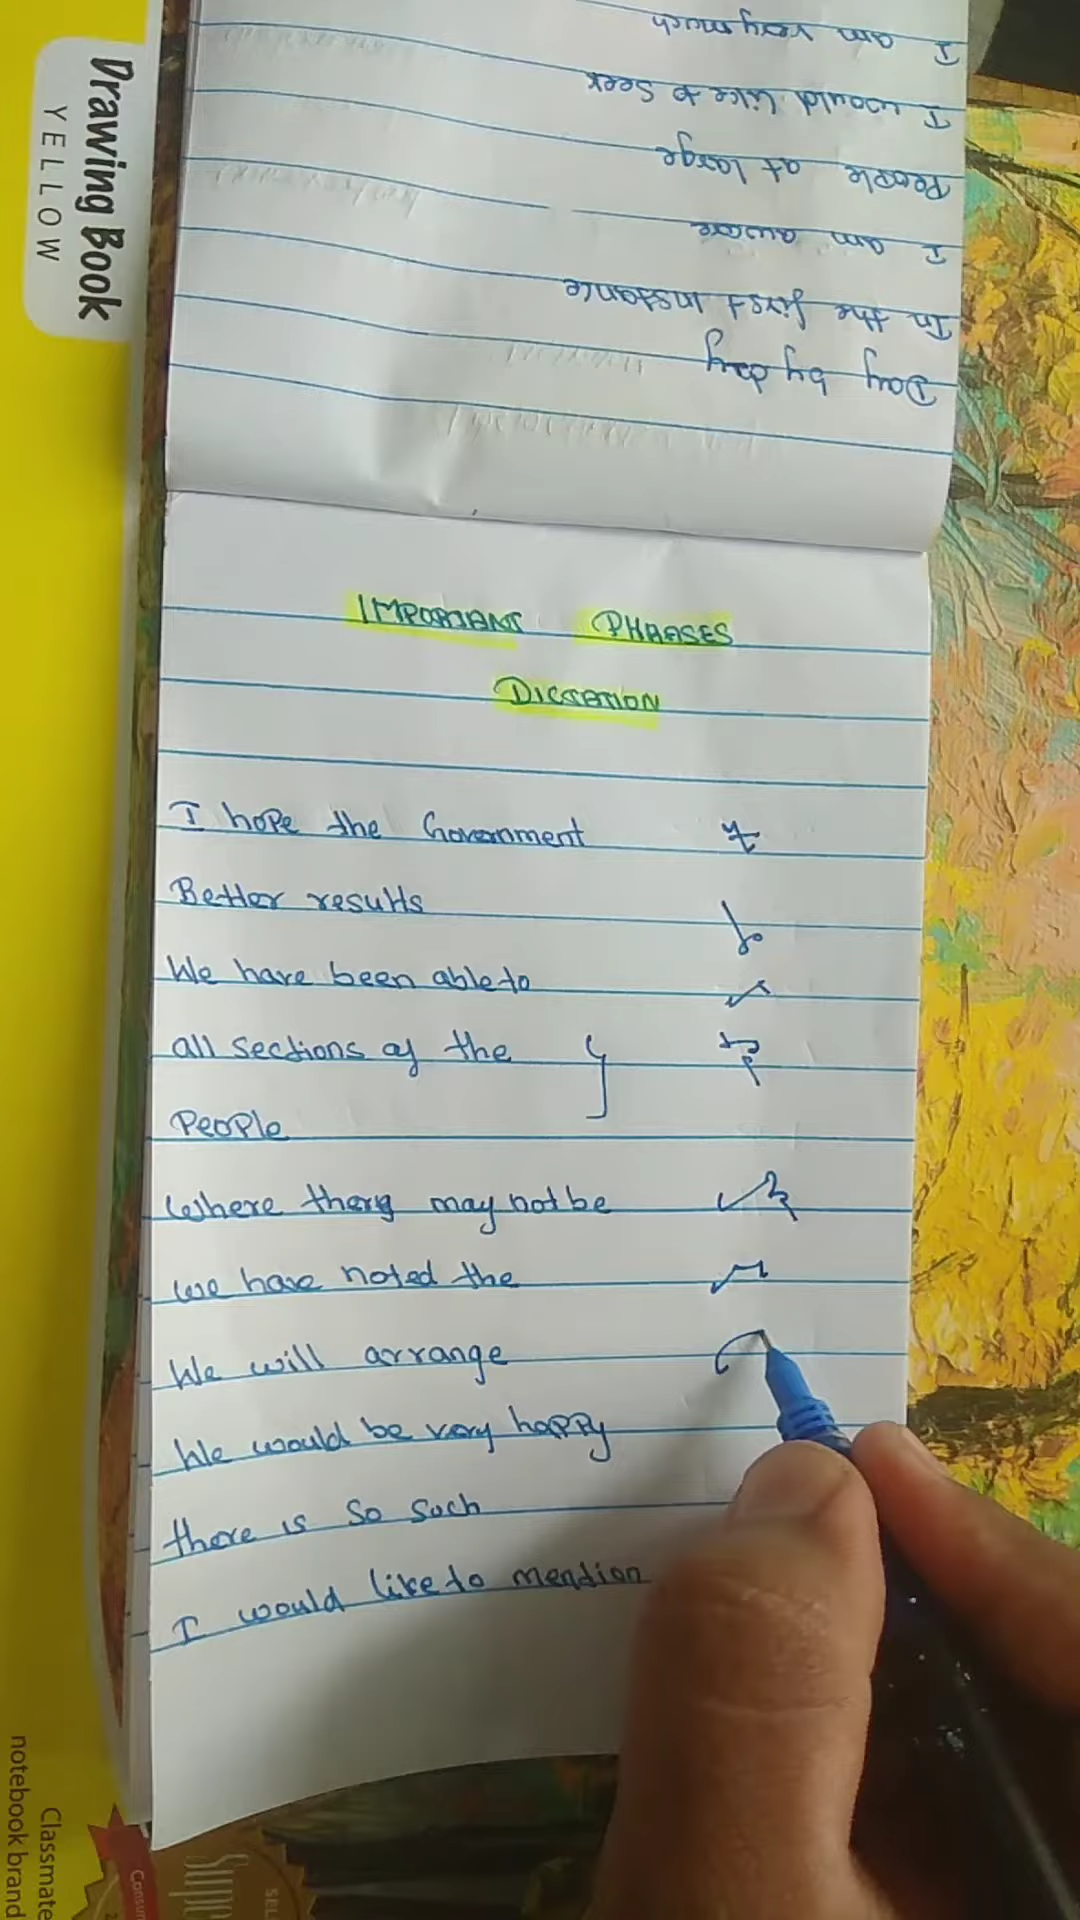 I am very much
I would like to seek
People at large
I am aware
In the first instance
Day by day
Drawing Book
YELLOW
IMPORTANT PHRASES
DICTATION
I hope the Government
Better results
We have been able to
all sections of the
People
Where there may not be
we have noted the
We will arrange
We would be very happy
there is so such
I would like to mention
Classmate
notebook brand